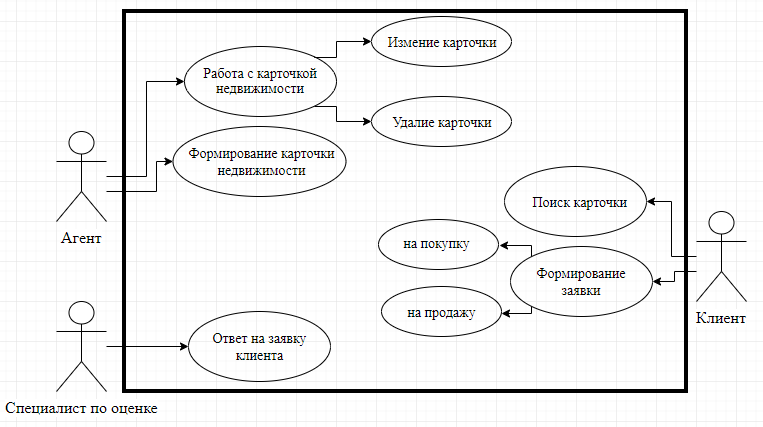 Измение карточки
Работа с карточкой
недвижимости
Удалие карточки
Формирование карточки
недвижимости
Агент
Поиск карточки
на покупку
Формирование
заявки
на продажу
Клиент
Ответ на заявку
клиента
Специалист по оценке